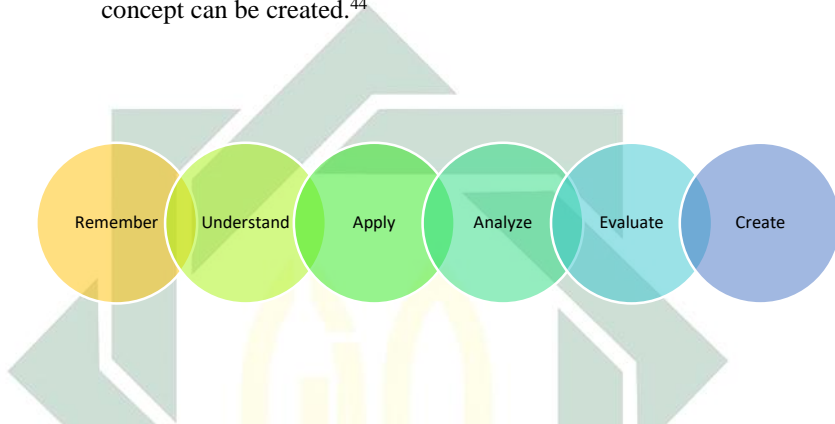 concept can be created.⁴⁴
Remember Understand Apply Analyze Evaluate Create